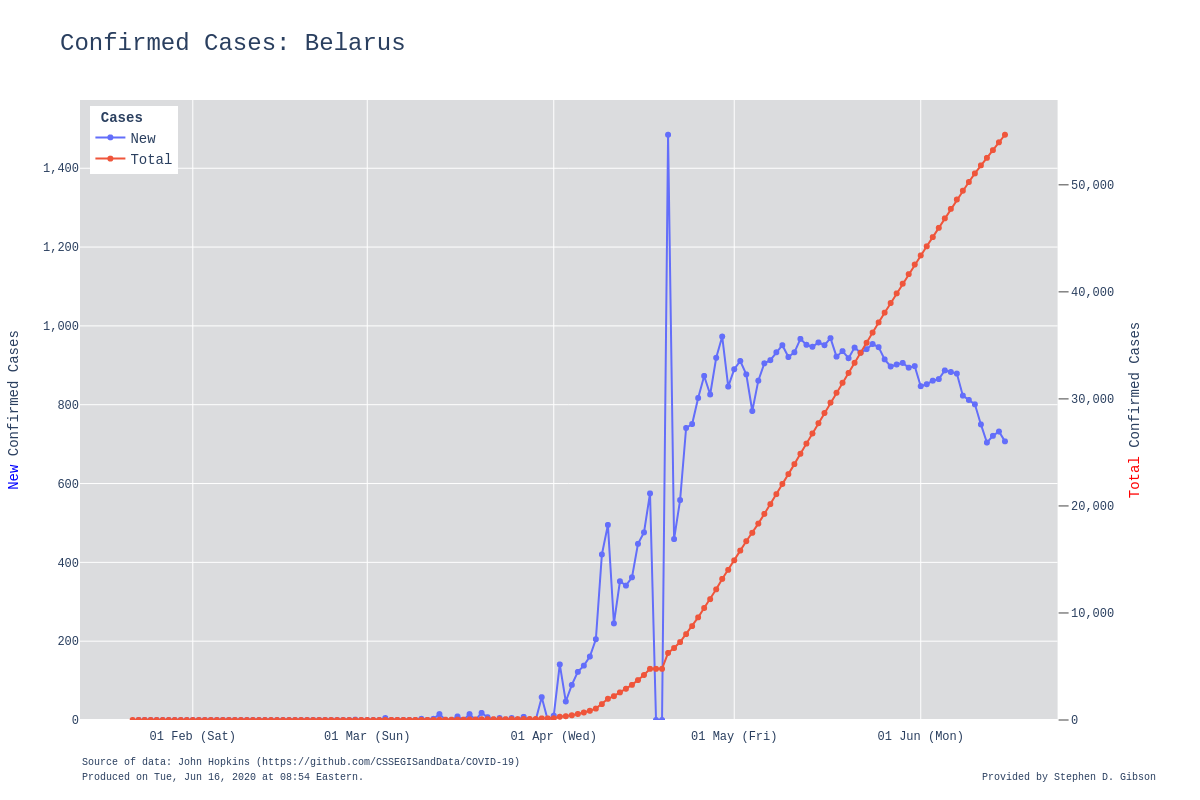 Confirmed Cases: Belarus
Cases
New
Total
1,400
1,200
1,000
800
600
400
200
0
New Confirmed Cases
50,000
40,000
30,000
20,000
10,000
0
Total Confirmed Cases
01 Feb (Sat)
01 Mar (Sun)
01 Apr (Wed)
01 May (Fri)
01 Jun (Mon)
Source of data: John Hopkins (https://github.com/CSSEGISandData/COVID-19)
Produced on Tue, Jun 16, 2020 at 08:54 Eastern.
Provided by Stephen D. Gibson